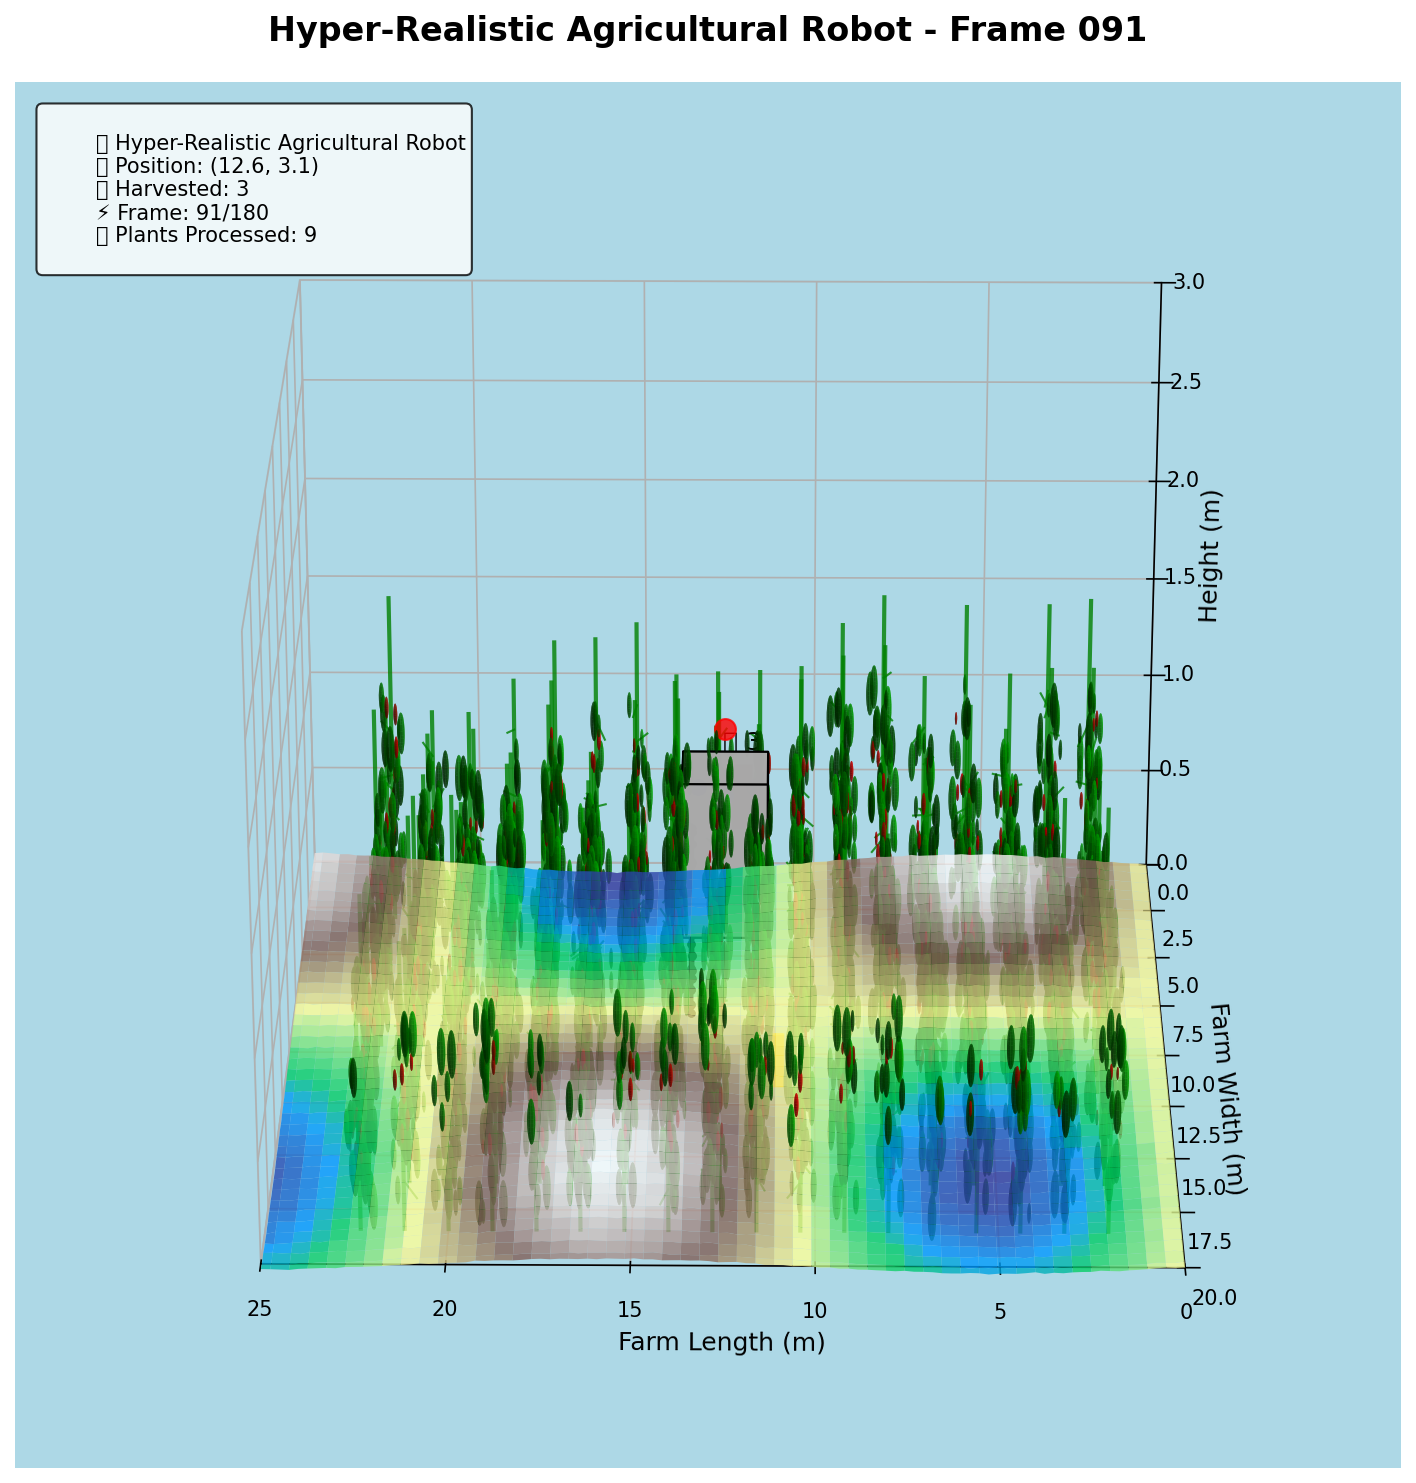 Hyper-Realistic Agricultural Robot - Frame 091
Hyper-Realistic Agricultural Robot
Position: (12.6, 3.1)
Harvested: 3
⚡ Frame: 91/180
Plants Processed: 9
3.0
2.5
2.0
1.5
1.0
0.5
0.0
Height (m)
3
0.0
2.5
5.0
7.5
10.0
12.5
15.0
17.5
20.0
Farm Width (m)
25
20
15
10
5
0
Farm Length (m)